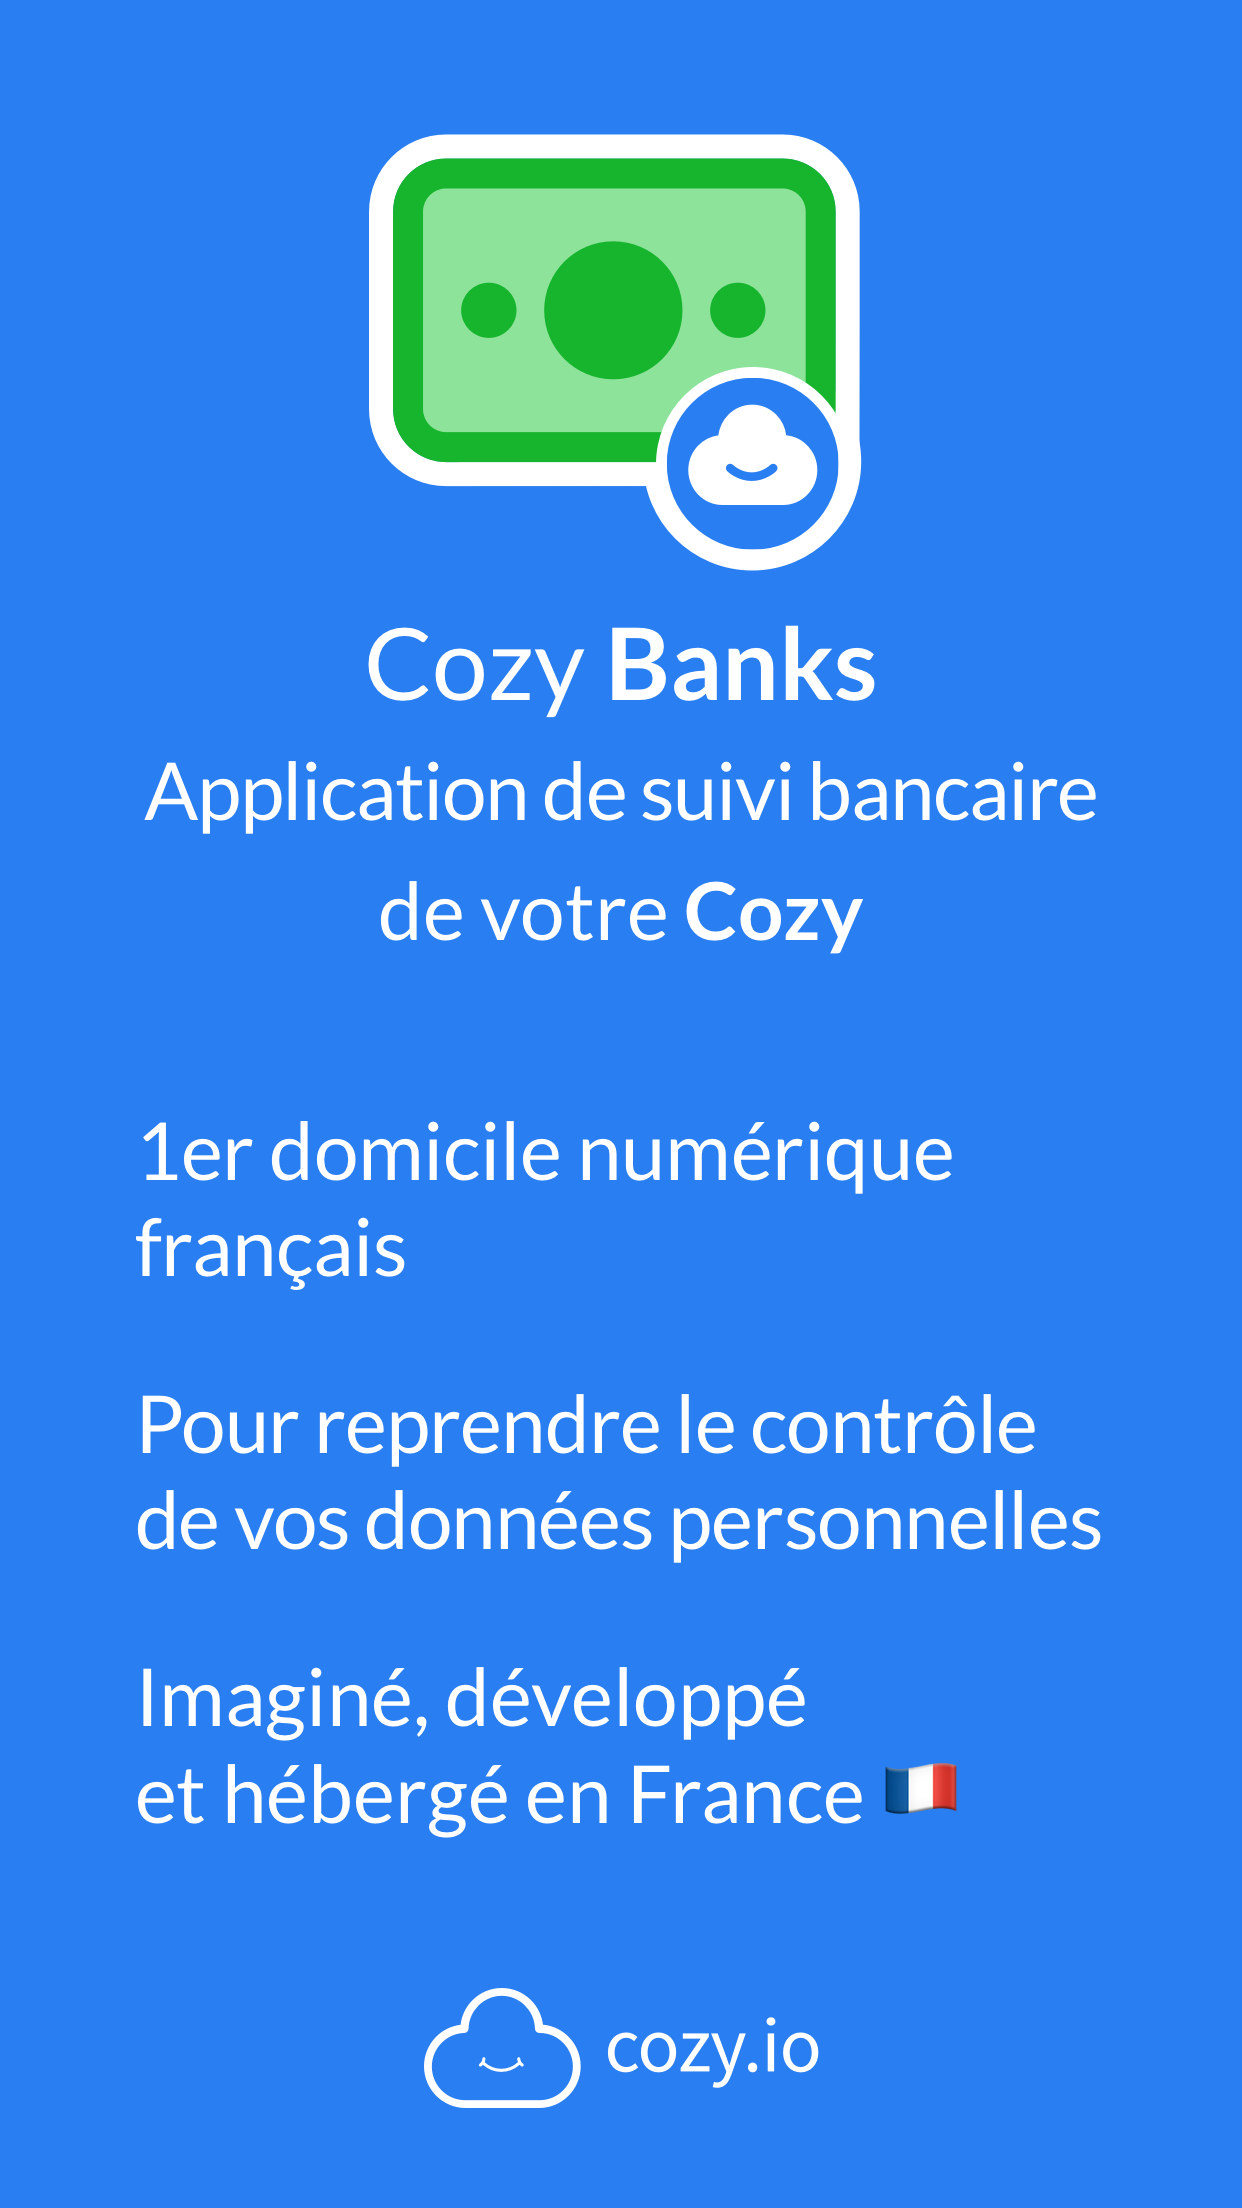 Cozy Banks
Application de suivi bancaire
de votre Cozy
1er domicile numérique
français
Pour reprendre le contrôle
de vos données personnelles
Imaginé, développé
et hébergé en France 🇫🇷
cozy.io